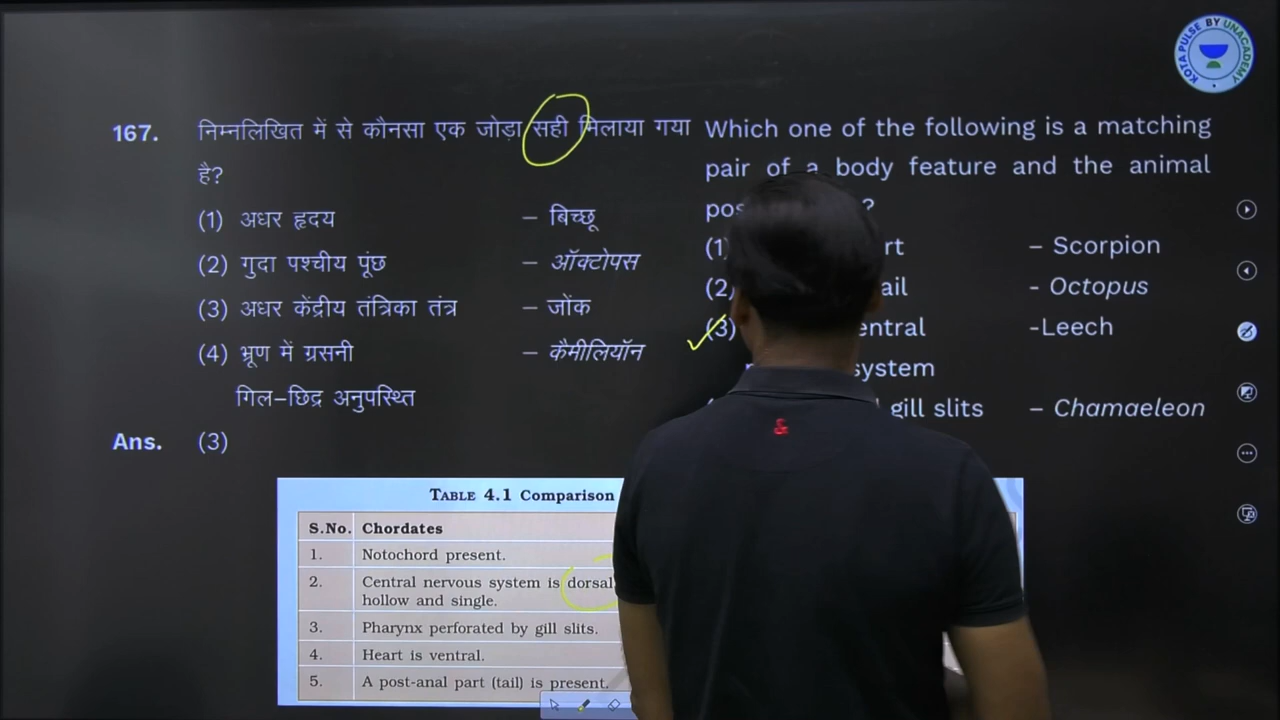 KOTA PULSE BY UNACADEMY
167. निम्नलिखित में से कौनसा एक जोड़ा सही मिलाया गया
है?
(1) अधर हृदय – बिच्छू
(2) गुदा पश्चीय पूंछ – ऑक्टोपस
(3) अधर केंद्रीय तंत्रिका तंत्र – जोंक
(4) भ्रूण में ग्रसनी – कैमीलियॉन
गिल–छिद्र अनुपस्थित
Ans. (3)
Which one of the following is a matching
pair of a body feature and the animal
?
(1) – Scorpion
(2) - Octopus
(3) -Leech
system
gill slits – Chamaeleon
TABLE 4.1 Comparison
S.No. Chordates
1. Notochord present.
2. Central nervous system is dorsal,
hollow and single.
3. Pharynx perforated by gill slits.
4. Heart is ventral.
5. A post-anal part (tail) is present.